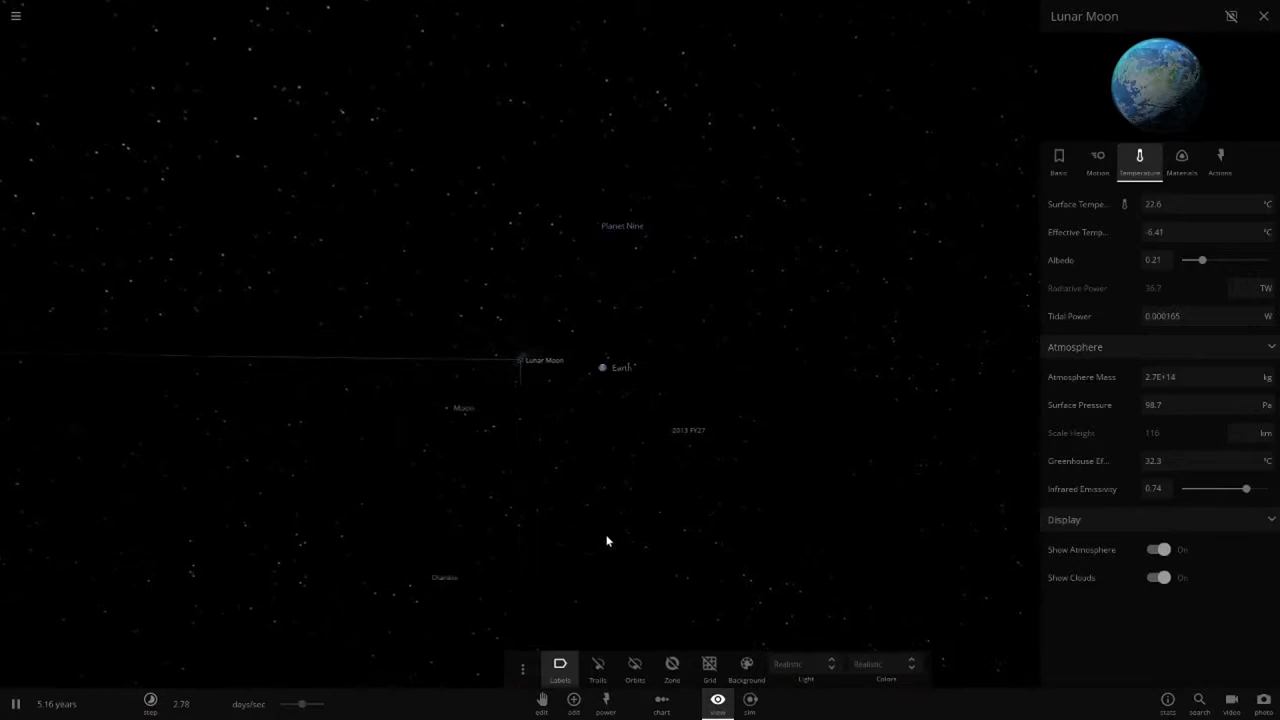 Lunar Moon
Basic
Motion
Temperature
Materials
Actions
Surface Tempe... 22.6 °C
Effective Temp... -6.41 °C
Albedo 0.21
Planet Nine
Radiative Power 36.7 TW
Tidal Power 0.000165 W
Atmosphere
Lunar Moon
Earth
Atmosphere Mass 2.7E+14 kg
Surface Pressure 98.7 Pa
Moon
2013 FY27
Scale Height 116 km
Greenhouse Ef... 32.3 °C
Infrared Emissivity 0.74
Display
Show Atmosphere On
Show Clouds On
Chariklo
Labels
Trails
Orbits
Zone
Grid
Background
Realistic
Light
Realistic
Colors
5.16 years
step
2.78 days/sec
edit
add
power
chart
view
sim
stats
search
video
photo